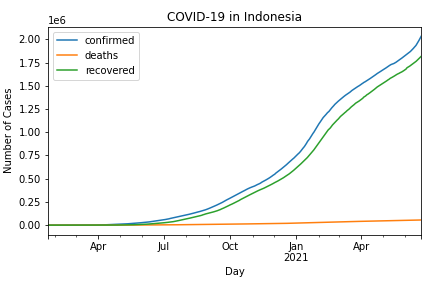 COVID-19 in Indonesia
1e6
confirmed
deaths
recovered
2.00
1.75
1.50
1.25
1.00
0.75
0.50
0.25
0.00
Number of Cases
Apr
Jul
Oct
Jan
2021
Apr
Day